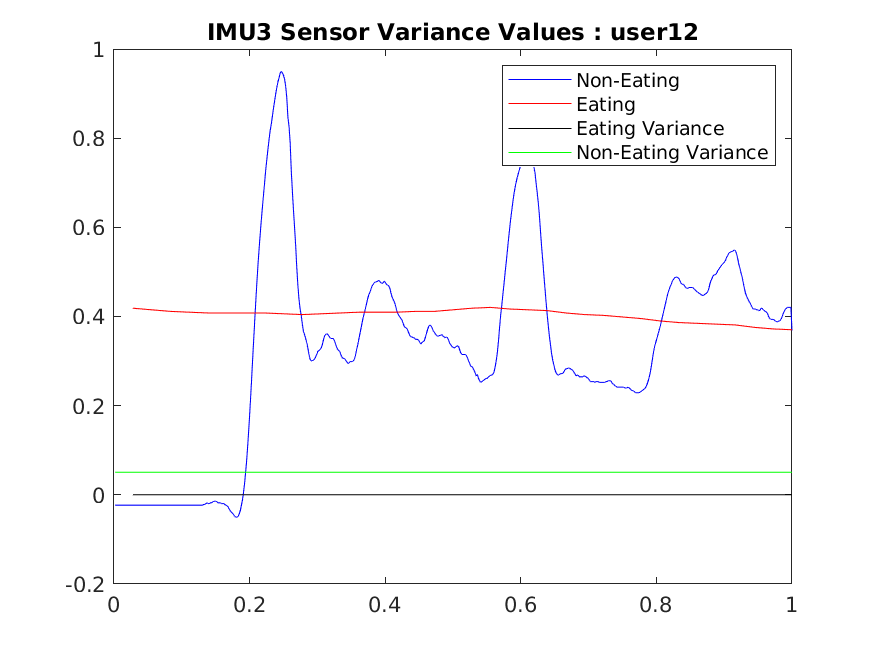 IMU3 Sensor Variance Values : user12
1
0.8
0.6
0.4
0.2
0
-0.2
Non-Eating
Eating
Eating Variance
Non-Eating Variance
0 0.2 0.4 0.6 0.8 1